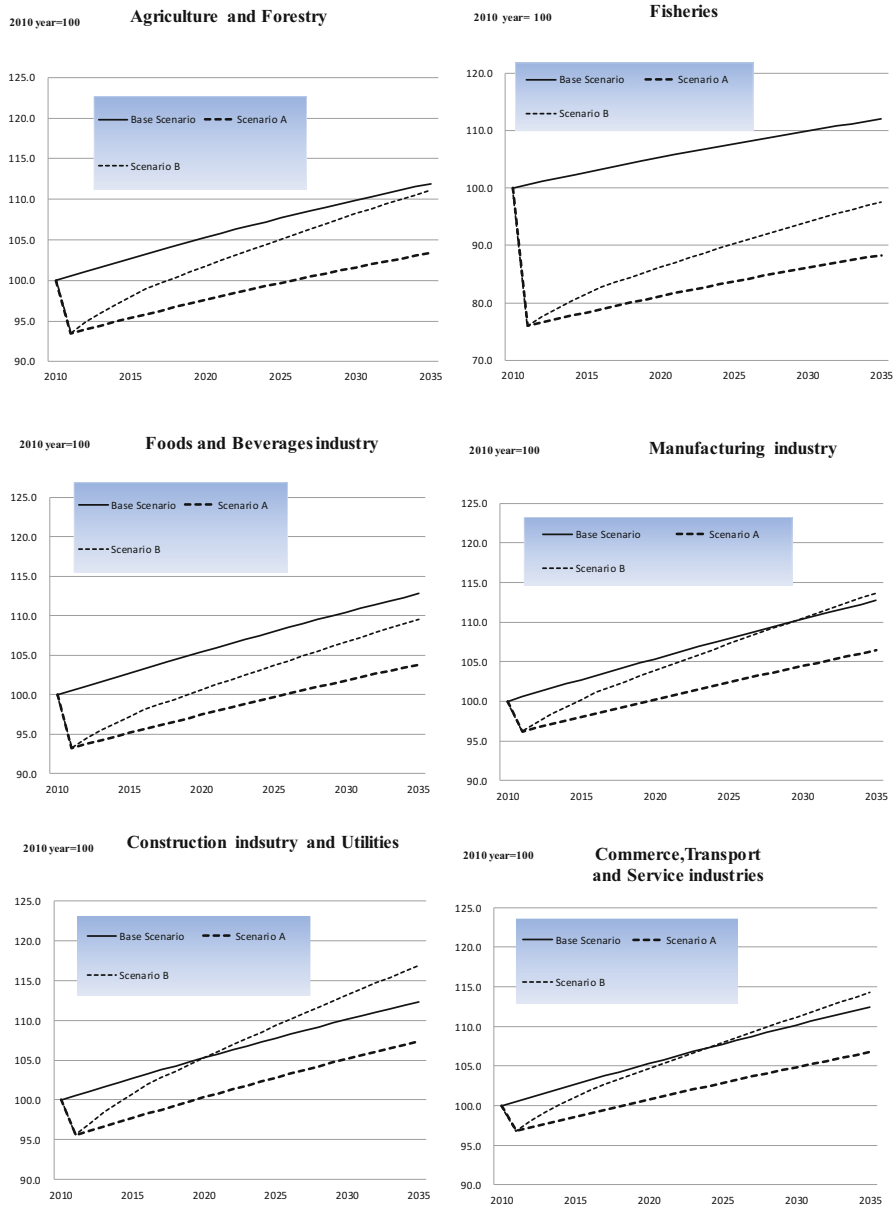 2010 year=100
Agriculture and Forestry
125.0
120.0
115.0
110.0
105.0
100.0
95.0
90.0
Base Scenario
Scenario A
Scenario B
2010 2015 2020 2025 2030 2035
2010 year= 100
Fisheries
120.0
110.0
100.0
90.0
80.0
70.0
Base Scenario
Scenario A
Scenario B
2010 2015 2020 2025 2030 2035
2010 year=100
Foods and Beverages industry
125.0
120.0
115.0
110.0
105.0
100.0
95.0
90.0
Base Scenario
Scenario A
Scenario B
2010 2015 2020 2025 2030 2035
2010 year=100
Manufacturing industry
125.0
120.0
115.0
110.0
105.0
100.0
95.0
90.0
Base Scenario
Scenario A
Scenario B
2010 2015 2020 2025 2030 2035
2010 year=100
Construction indsutry and Utilities
125.0
120.0
115.0
110.0
105.0
100.0
95.0
90.0
Base Scenario
Scenario A
Scenario B
2010 2015 2020 2025 2030 2035
2010 year=100
Commerce,Transport
and Service industries
125.0
120.0
115.0
110.0
105.0
100.0
95.0
90.0
Base Scenario
Scenario A
Scenario B
2010 2015 2020 2025 2030 2035